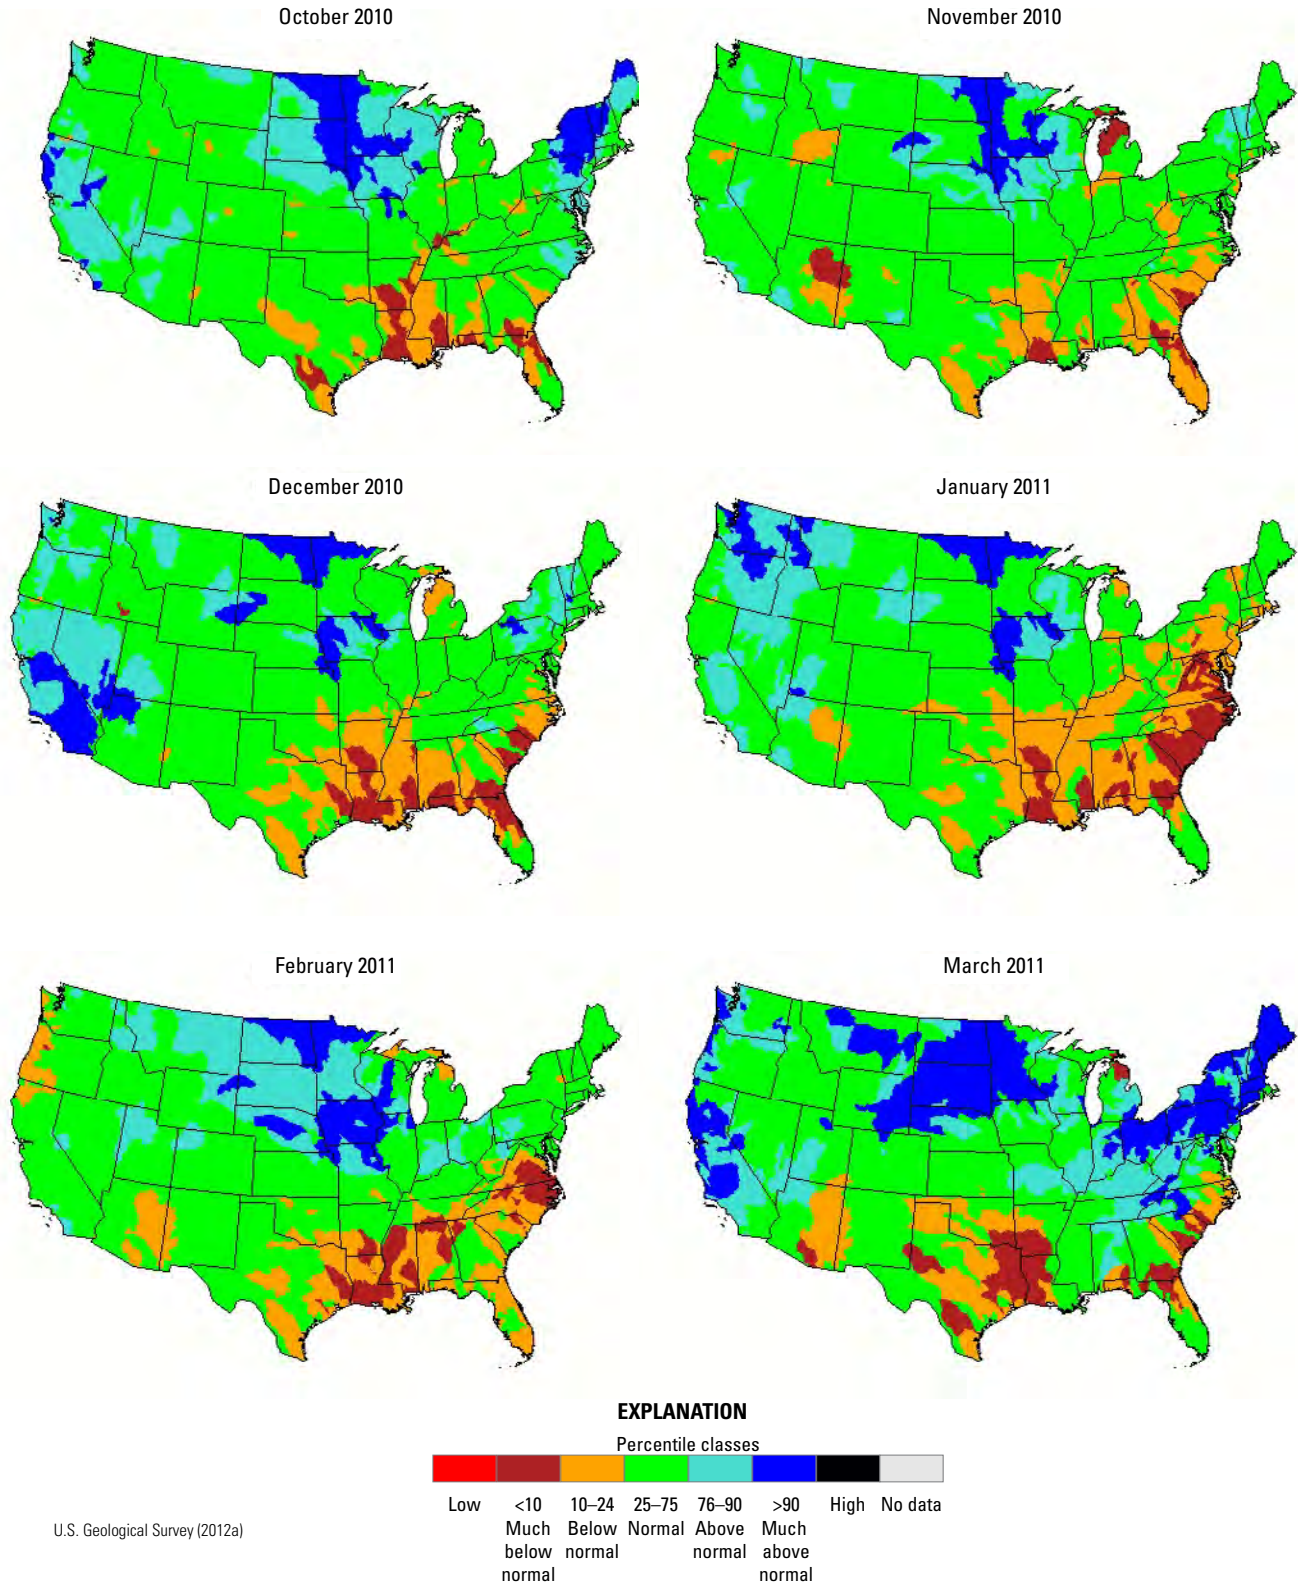 October 2010
November 2010
December 2010
January 2011
February 2011
March 2011
EXPLANATION
Percentile classes
Low
<10
Much
below
normal
10–24
Below
normal
25–75
Normal
76–90
Above
normal
>90
Much
above
normal
High
No data
U.S. Geological Survey (2012a)